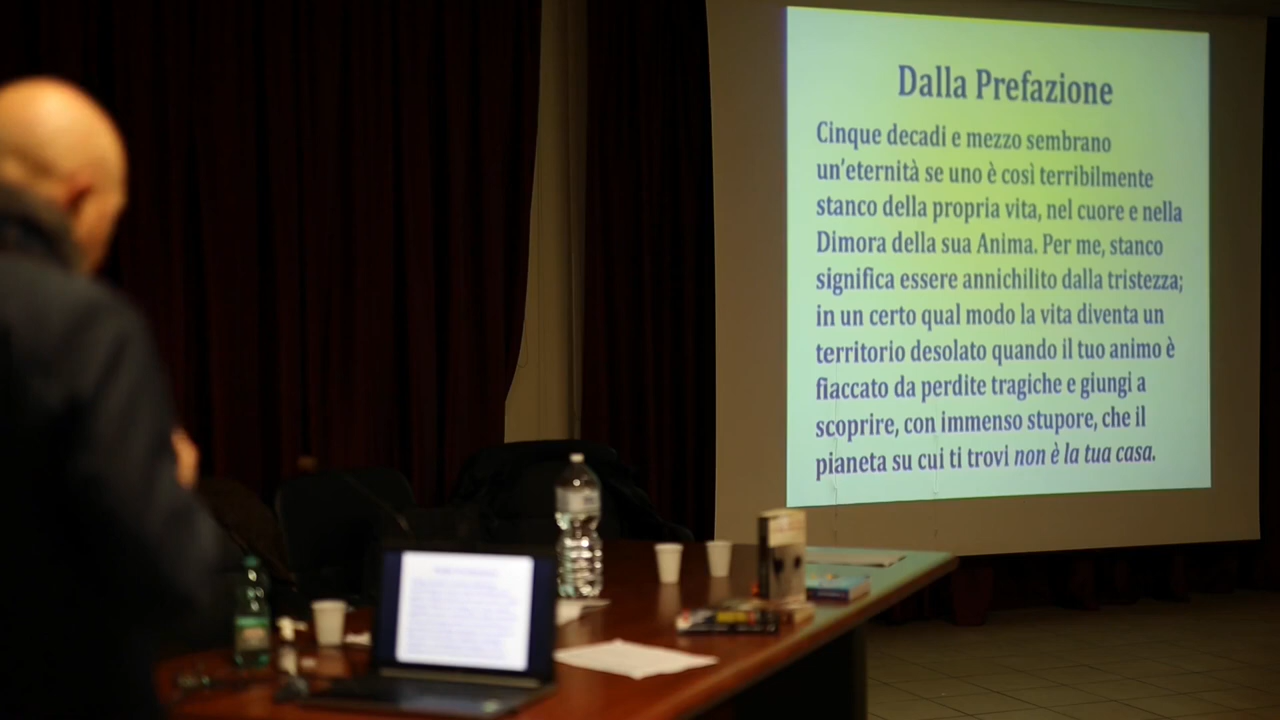 Dalla Prefazione
Cinque decadi e mezzo sembrano
un'eternità se uno è così terribilmente
stanco della propria vita, nel cuore e nella
Dimora della sua Anima. Per me, stanco
significa essere annichilito dalla tristezza;
in un certo qual modo la vita diventa un
territorio desolato quando il tuo animo è
fiaccato da perdite tragiche e giungi a
scoprire, con immenso stupore, che il
pianeta su cui ti trovi non è la tua casa.